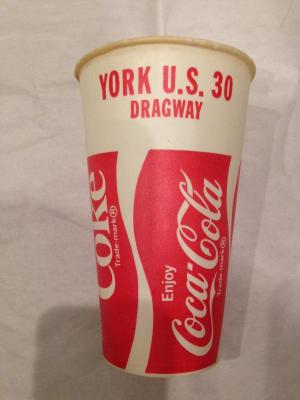 YORK U.S. 30
DRAGWAY
Coke
Trade-mark®
Enjoy
Coca-Cola
Trade-mark®